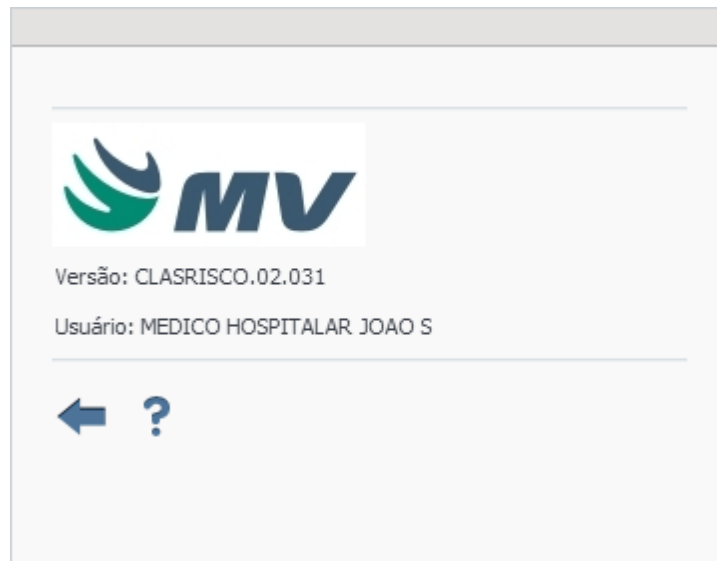 MV
Versão: CLASRISCO.02.031
Usuário: MEDICO HOSPITALAR JOAO S
?